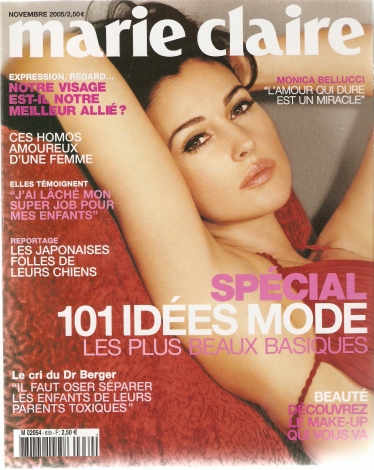 NOVEMBRE 2005/2,50€
marie claire
EXPRESSION, REGARD...
NOTRE VISAGE
EST-IL NOTRE
MEILLEUR ALLIÉ ?
MONICA BELLUCCI
"L'AMOUR QUI DURE
EST UN MIRACLE"
CES HOMOS
AMOUREUX
D'UNE FEMME
ELLES TÉMOIGNENT
"J'AI LÂCHÉ MON
SUPER JOB POUR
MES ENFANTS"
REPORTAGE
LES JAPONAISES
FOLLES DE
LEURS CHIENS
SPÉCIAL
101 IDÉES MODE
LES PLUS BEAUX BASIQUES
Le cri du Dr Berger
"IL FAUT OSER SÉPARER
LES ENFANTS DE LEURS
PARENTS TOXIQUES"
BEAUTÉ
DÉCOUVREZ
LE MAKE-UP
QUI VOUS VA
M 02054 - 639 - F: 2,50 €